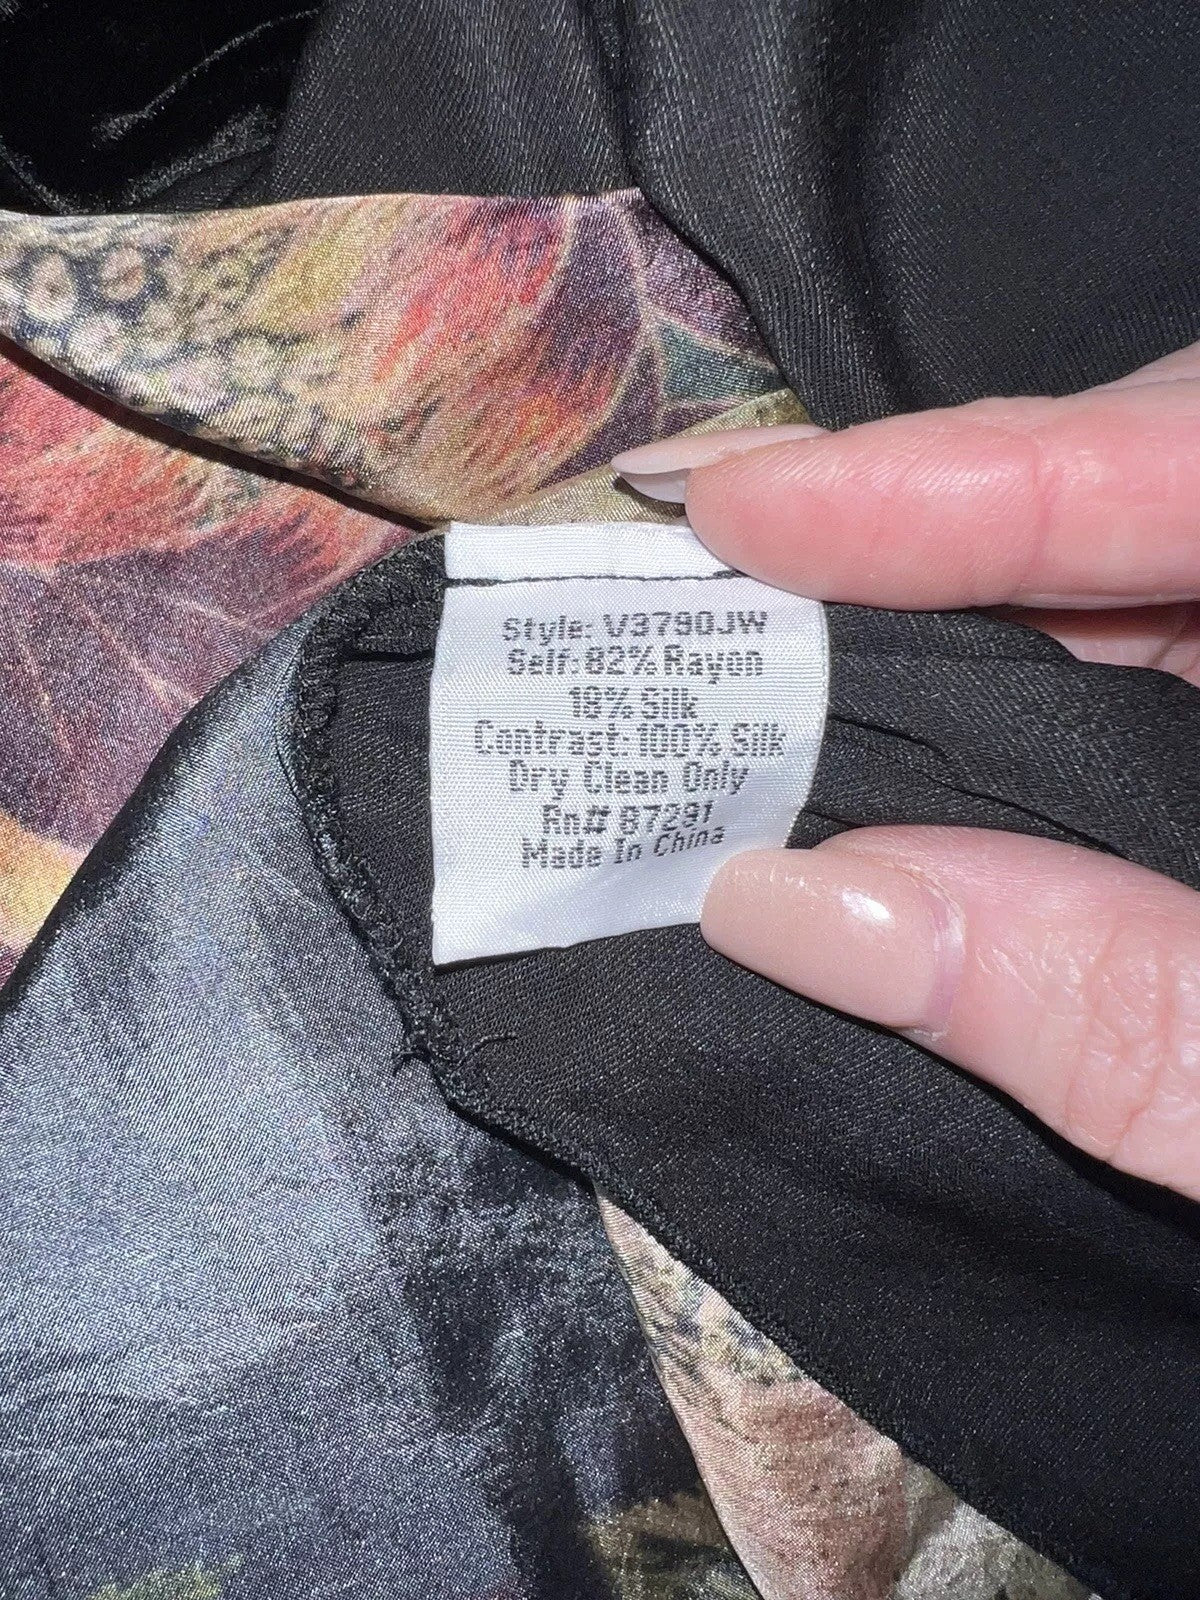 Style: V3790JW
Self: 82% Rayon
18% Silk
Contrast: 100% Silk
Dry Clean Only
Rn# 87291
Made In China